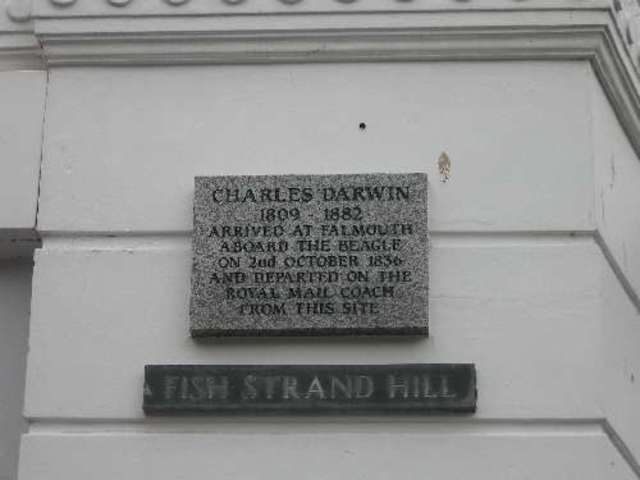 CHARLES DARWIN
1809 - 1882
ARRIVED AT FALMOUTH
ABOARD THE BEAGLE
ON 2nd OCTOBER 1836
AND DEPARTED ON THE
ROYAL MAIL COACH
FROM THIS SITE
FISH STRAND HILL